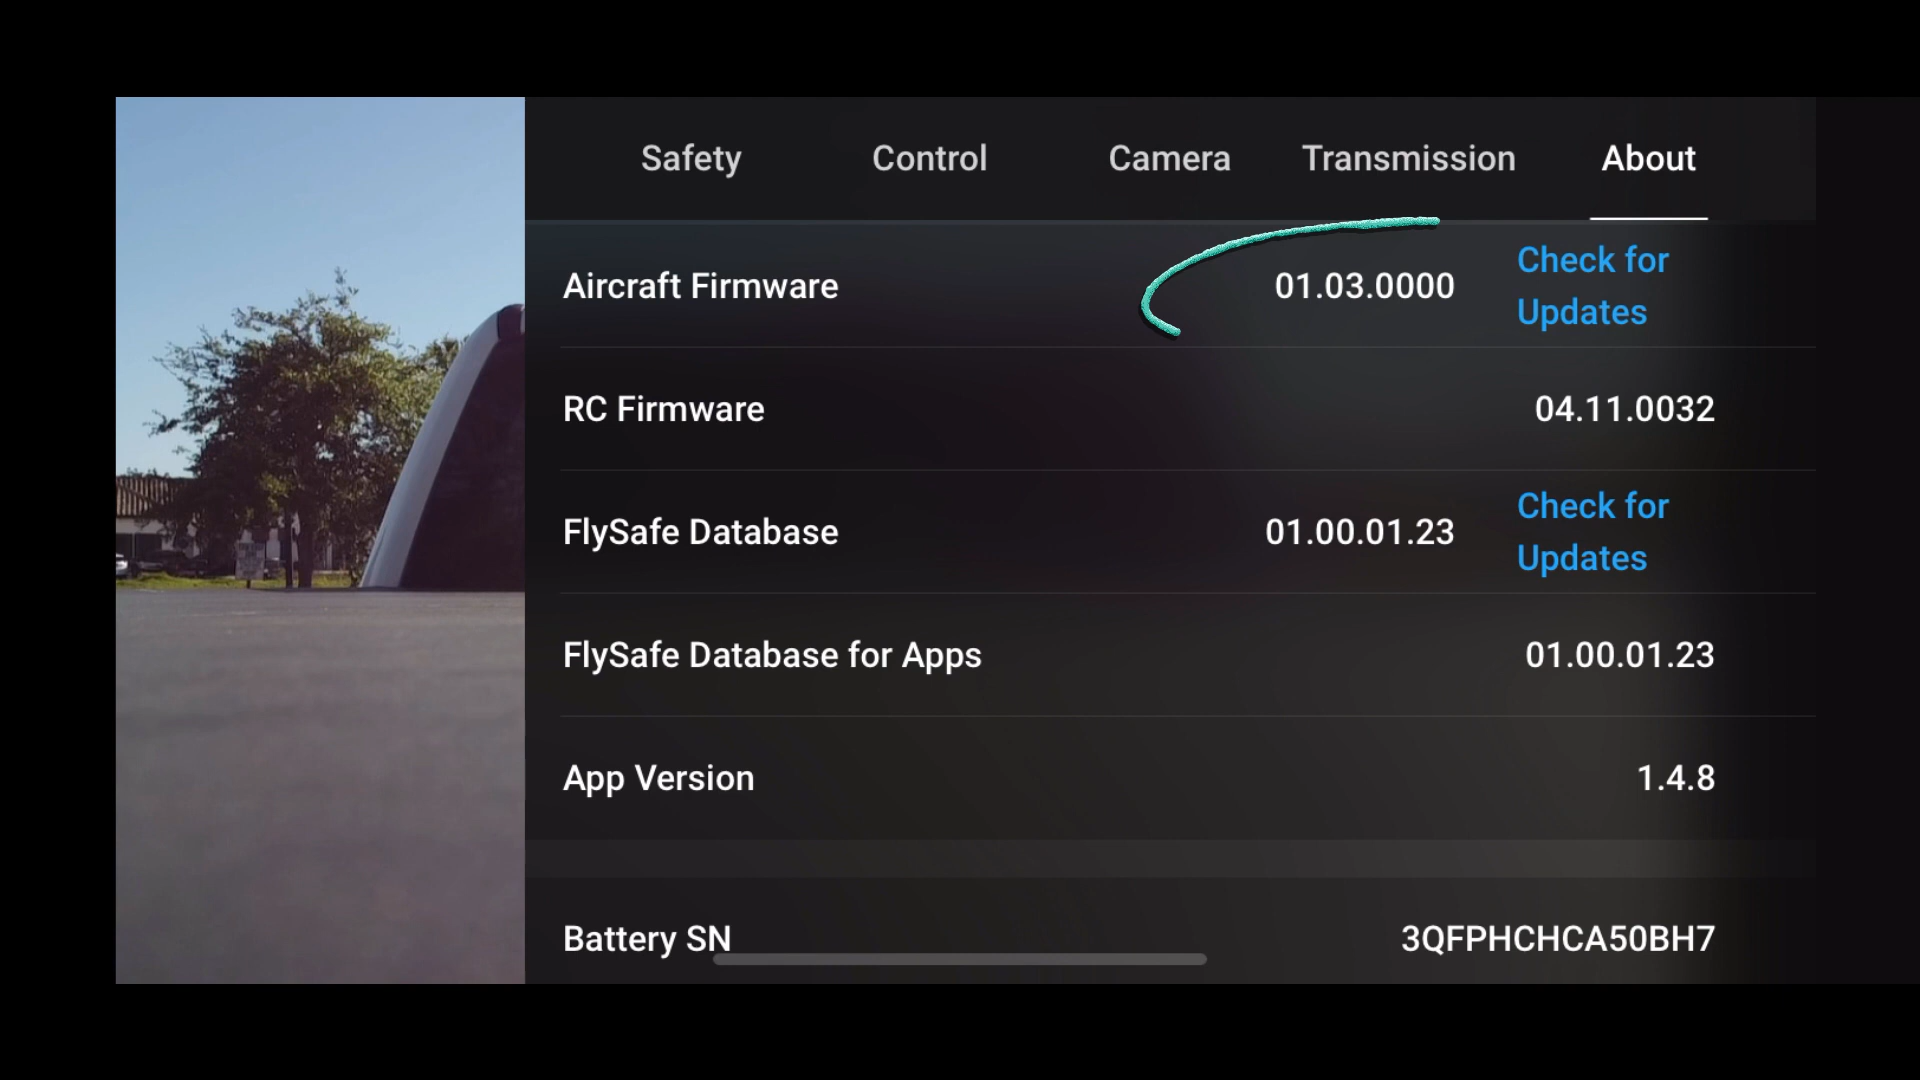 Safety Control Camera Transmission About
Aircraft Firmware 01.03.0000 Check for
Updates
RC Firmware 04.11.0032
FlySafe Database 01.00.01.23 Check for
Updates
FlySafe Database for Apps 01.00.01.23
App Version 1.4.8
Battery SN 3QFPHCHCA50BH7